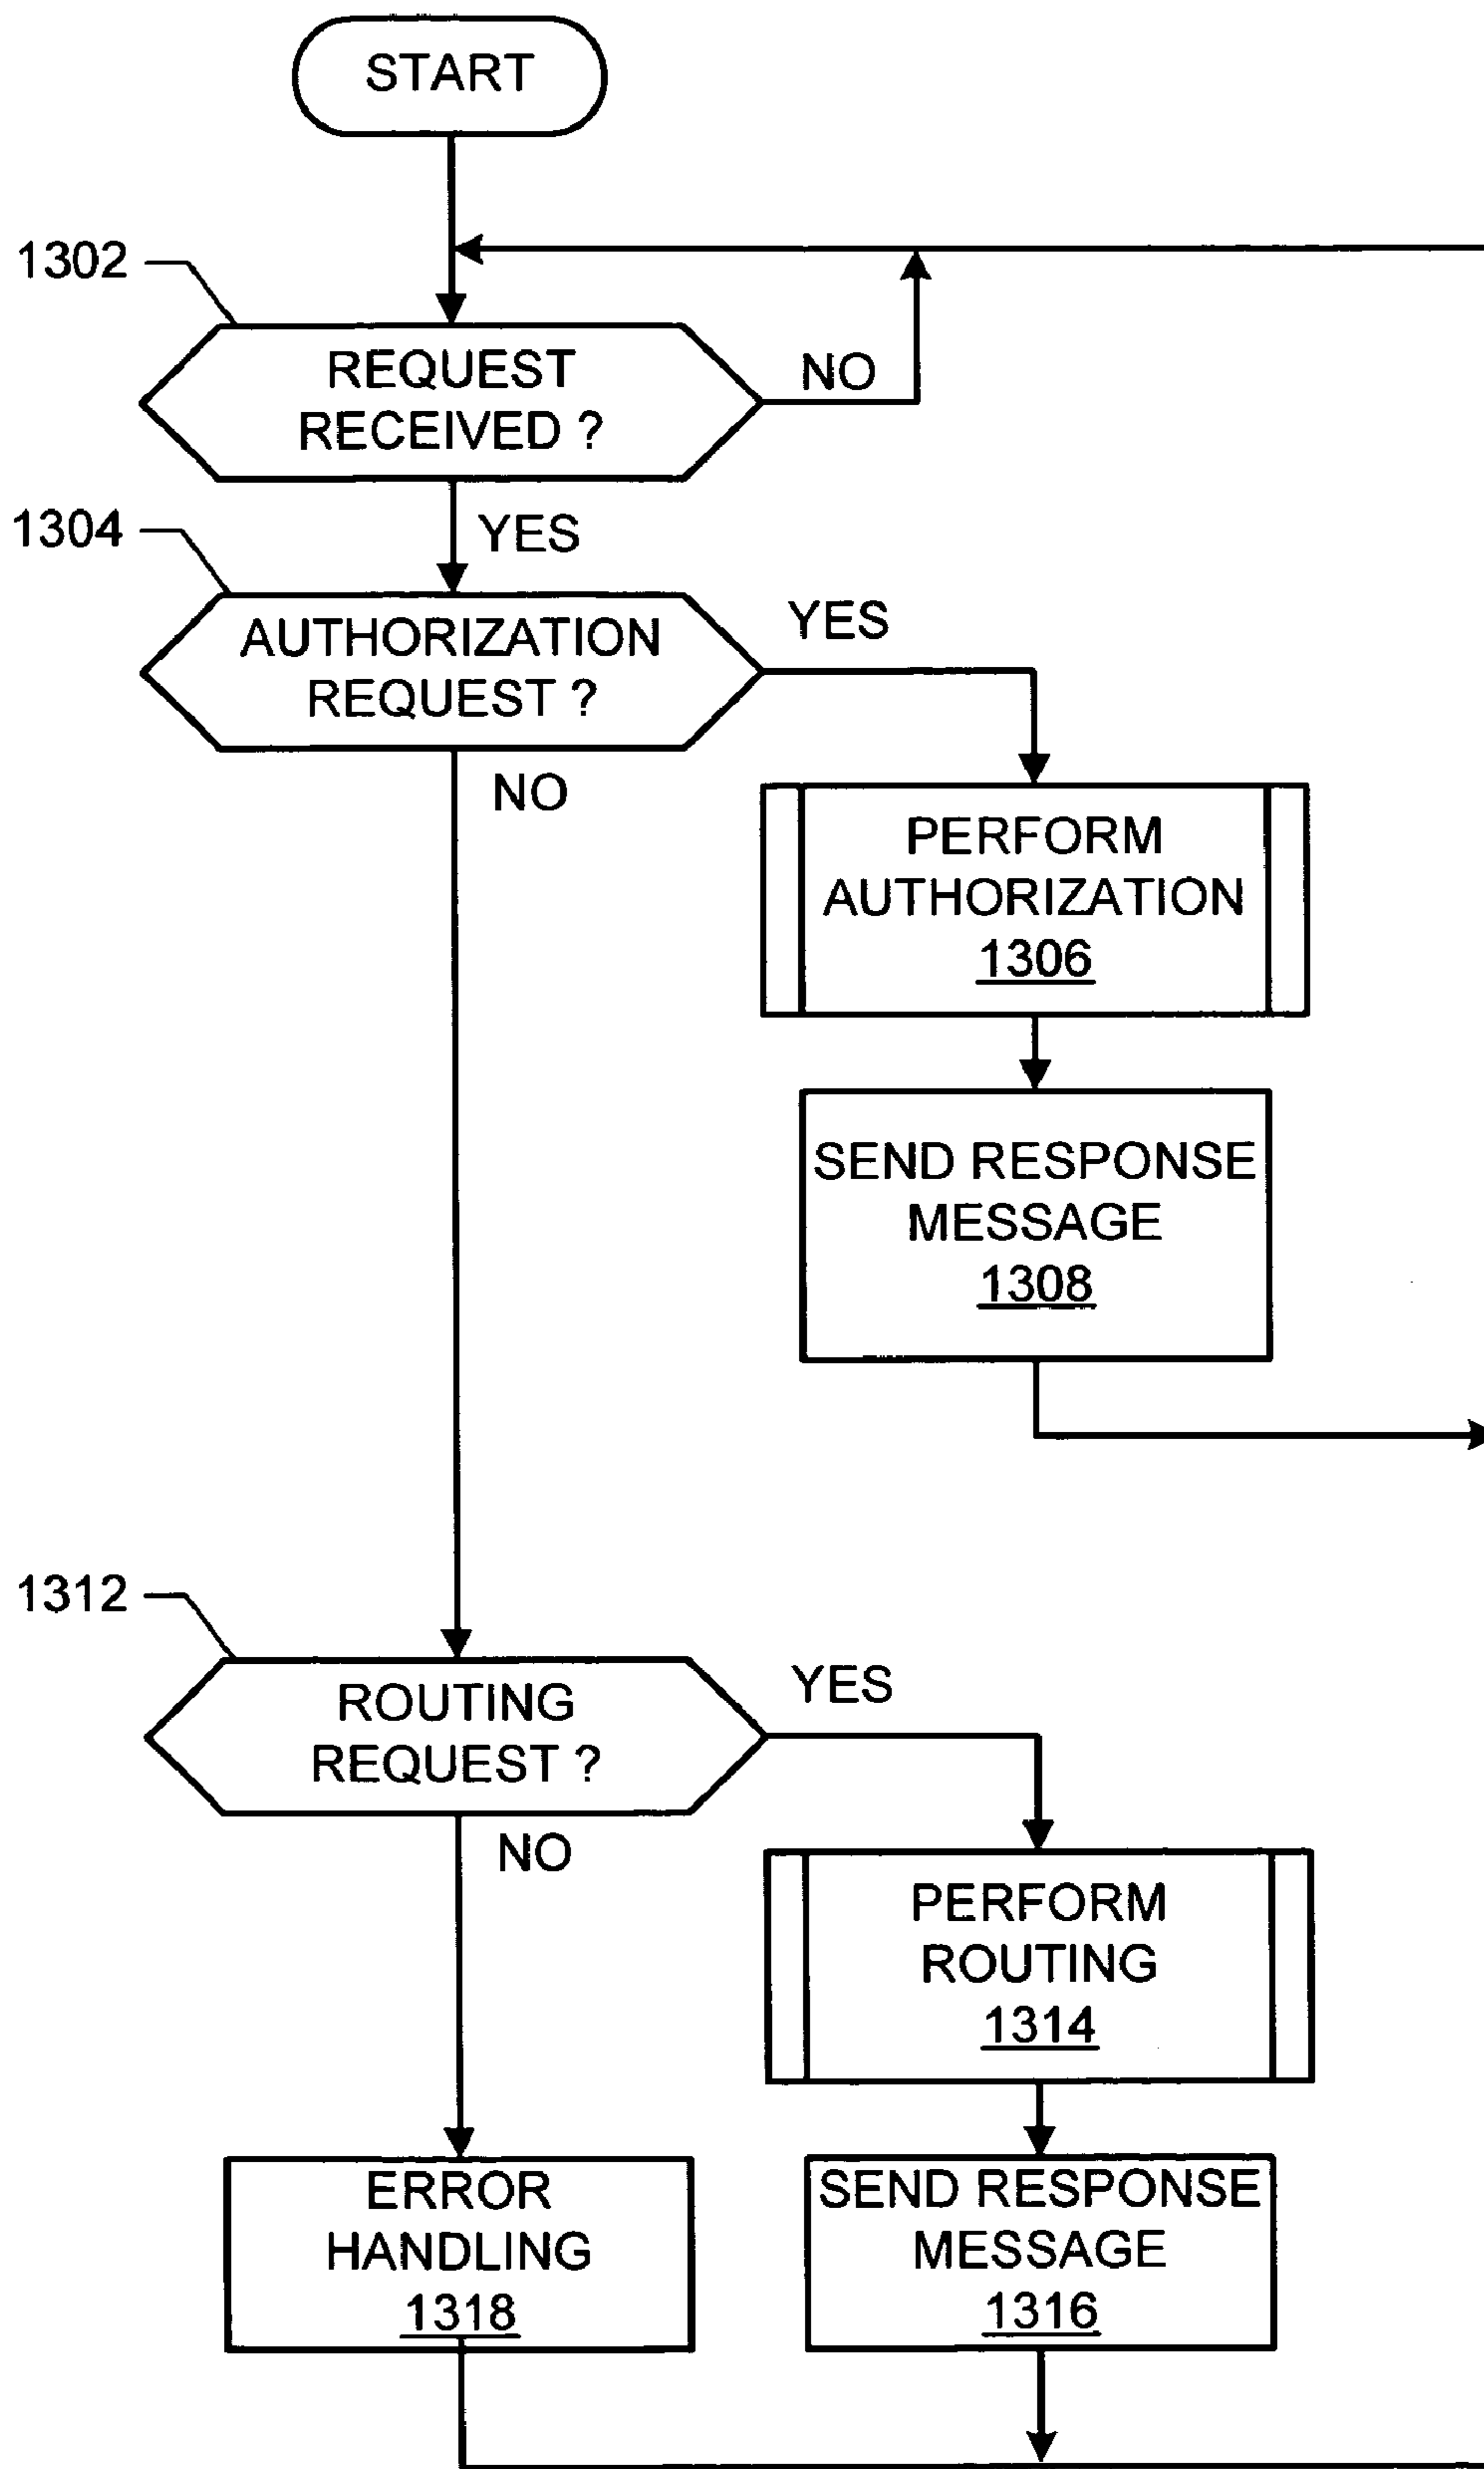 START
1302
REQUEST
RECEIVED ?
NO
YES
1304
AUTHORIZATION
REQUEST ?
YES
NO
PERFORM
AUTHORIZATION
1306
SEND RESPONSE
MESSAGE
1308
1312
ROUTING
REQUEST ?
YES
NO
PERFORM
ROUTING
1314
ERROR
HANDLING
1318
SEND RESPONSE
MESSAGE
1316